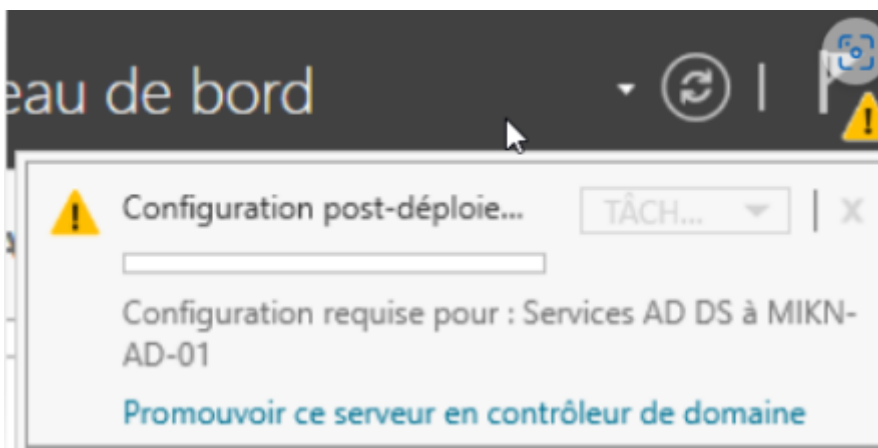 eau de bord
Configuration post-déploie...
TÂCH...
X
Configuration requise pour : Services AD DS à MIKN-
AD-01
Promouvoir ce serveur en contrôleur de domaine